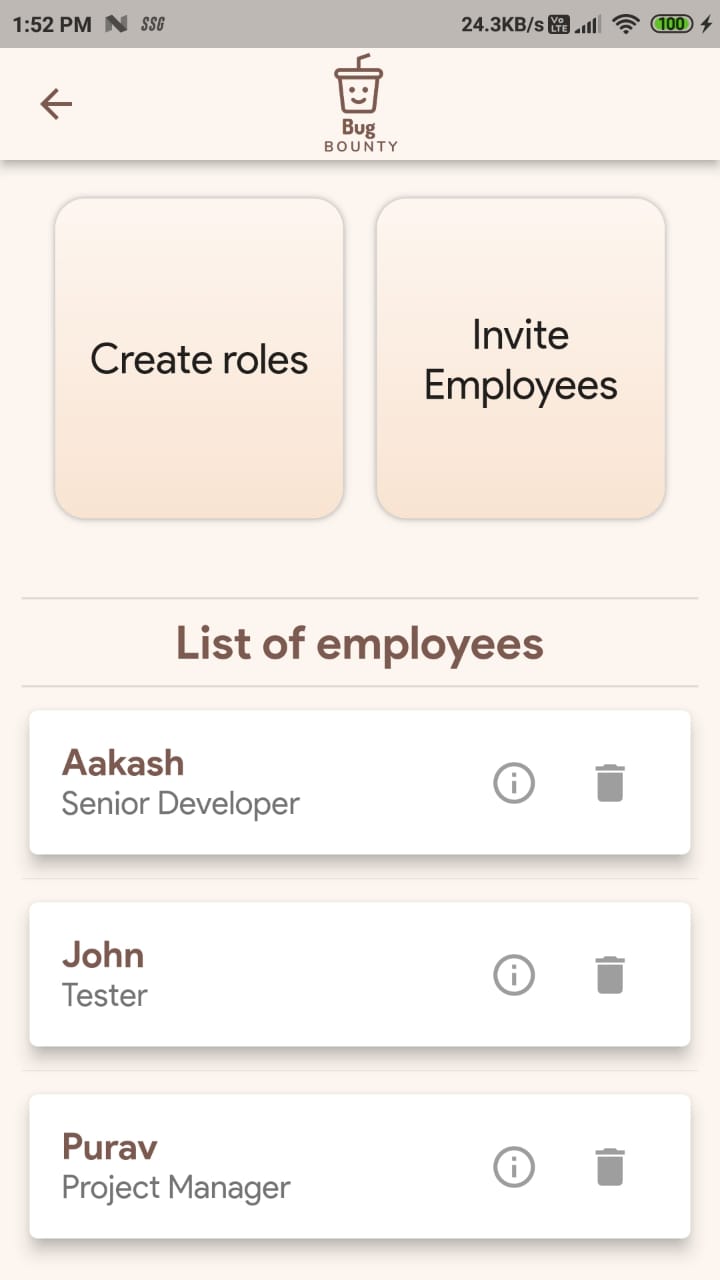 1:52 PM N SSG 24.3KB/s Vo LTE 100
Bug
BOUNTY
Create roles
Invite
Employees
List of employees
Aakash
Senior Developer
John
Tester
Purav
Project Manager